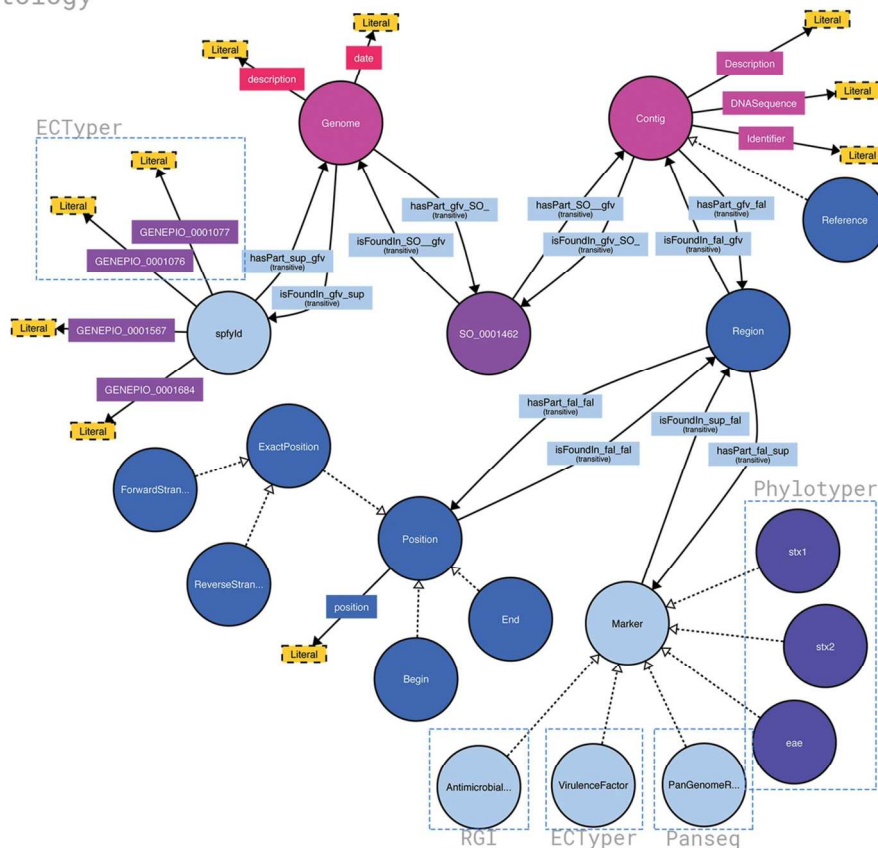 Literal
Literal
Literal
date
description
Description
DNASequence
Literal
Genome
Contig
ECTyper
Identifier
Literal
Literal
Literal
hasPart_gfv_SO_
(transitive)
hasPart_SO__gfv
(transitive)
hasPart_gfv_fal
(transitive)
Reference
GENEPIO_0001077
isFoundIn_SO__gfv
(transitive)
isFoundIn_gfv_SO_
(transitive)
isFoundIn_fal_gfv
(transitive)
GENEPIO_0001076
hasPart_sup_gfv
(transitive)
isFoundIn_gfv_sup
(transitive)
Literal
GENEPIO_0001567
spfyId
SO_0001462
Region
GENEPIO_0001684
hasPart_fal_fal
(transitive)
isFoundIn_sup_fal
(transitive)
Literal
ExactPosition
isFoundIn_fal_fal
(transitive)
hasPart_fal_sup
(transitive)
ForwardStran...
Phylotyper
Position
stx1
ReverseStran...
position
End
Marker
stx2
Literal
Begin
eae
Antimicrobial...
VirulenceFactor
PanGenomeR...
RGI
ECTyper
Panseq